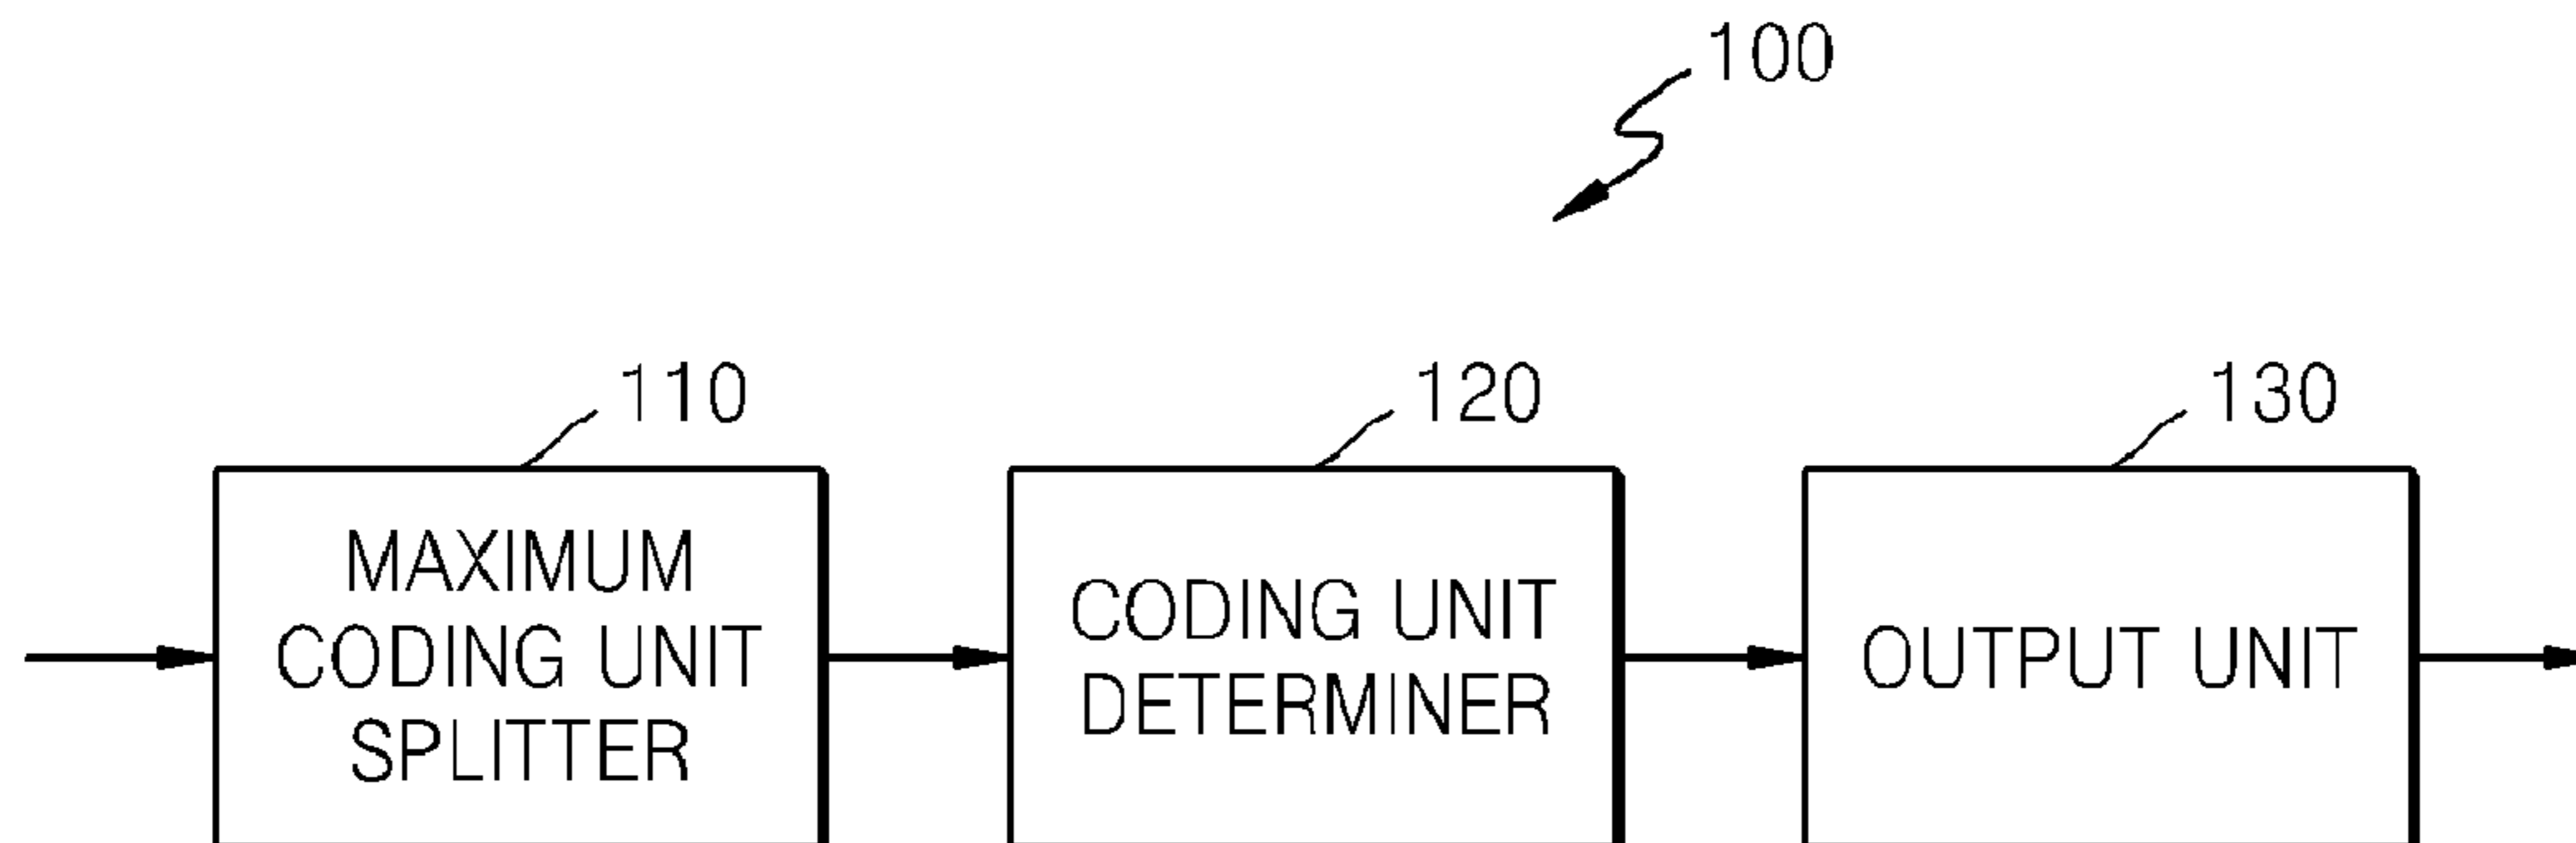 100
110
MAXIMUM
CODING UNIT
SPLITTER
120
CODING UNIT
DETERMINER
130
OUTPUT UNIT